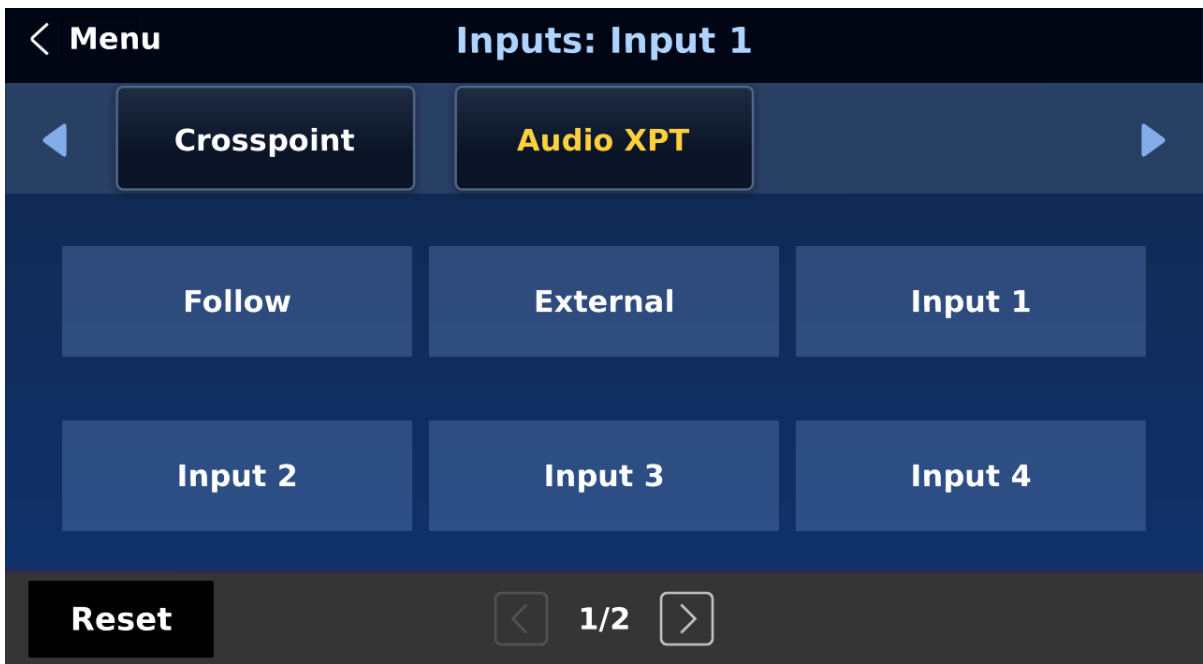 Menu
Inputs: Input 1
Crosspoint
Audio XPT
Follow
External
Input 1
Input 2
Input 3
Input 4
Reset
1/2